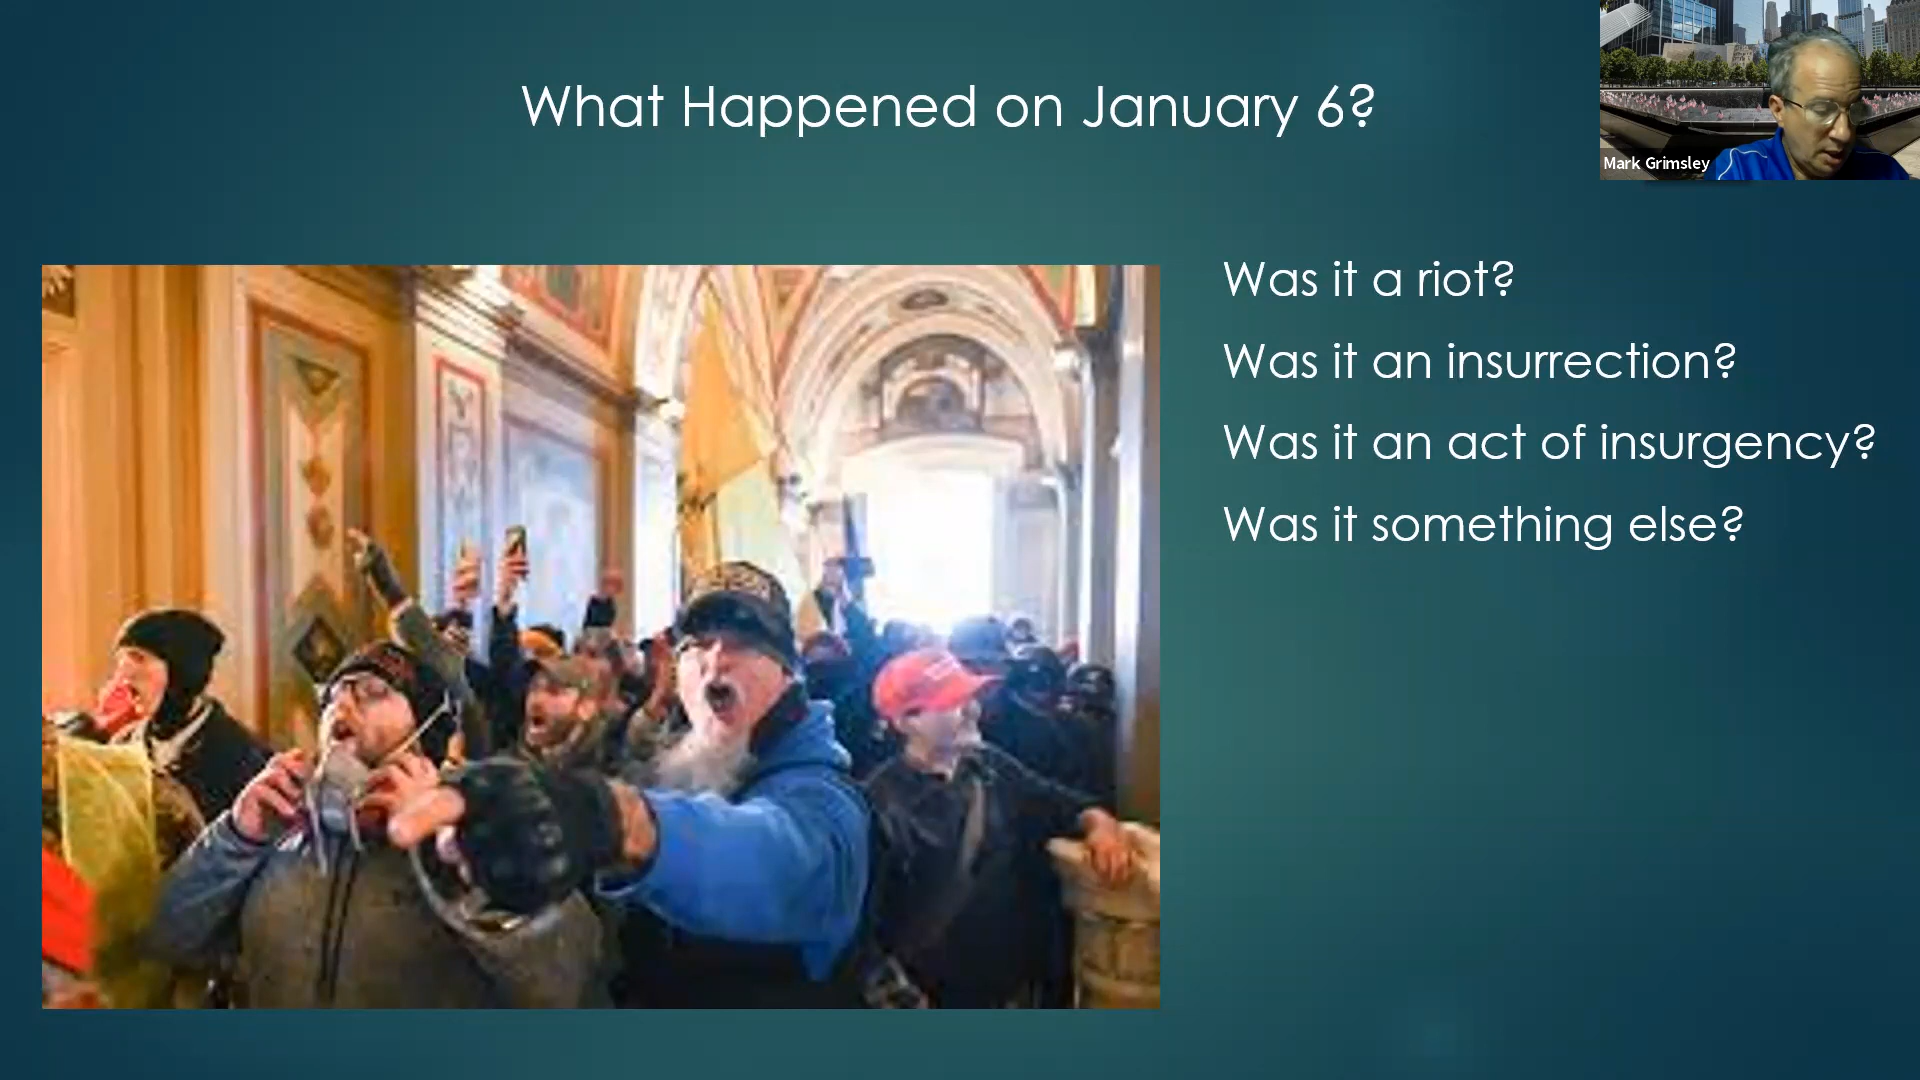 What Happened on January 6?
Mark Grimsley
Was it a riot?
Was it an insurrection?
Was it an act of insurgency?
Was it something else?